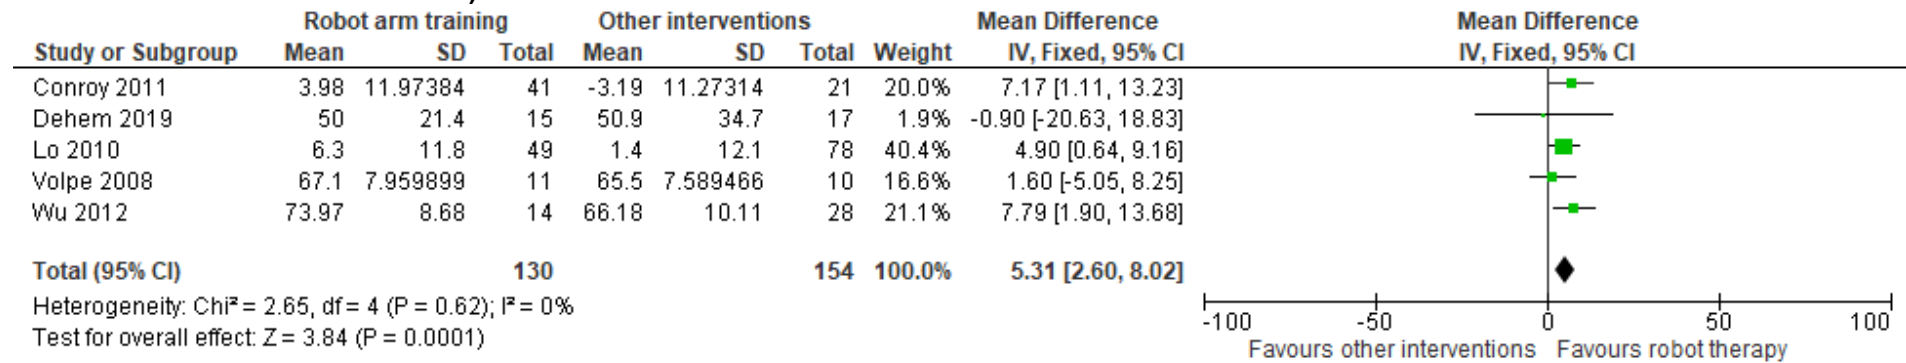 Robot arm training Other interventions Mean Difference Mean Difference
Study or Subgroup Mean SD Total Mean SD Total Weight IV, Fixed, 95% CI IV, Fixed, 95% CI
Conroy 2011 3.98 11.97384 41 -3.19 11.27314 21 20.0% 7.17 [1.11, 13.23]
Dehem 2019 50 21.4 15 50.9 34.7 17 1.9% -0.90 [-20.63, 18.83]
Lo 2010 6.3 11.8 49 1.4 12.1 78 40.4% 4.90 [0.64, 9.16]
Volpe 2008 67.1 7.959899 11 65.5 7.589466 10 16.6% 1.60 [-5.05, 8.25]
Wu 2012 73.97 8.68 14 66.18 10.11 28 21.1% 7.79 [1.90, 13.68]
Total (95% CI) 130 154 100.0% 5.31 [2.60, 8.02]
Heterogeneity: Chi² = 2.65, df = 4 (P = 0.62); I² = 0%
Test for overall effect: Z = 3.84 (P = 0.0001)
-100 -50 0 50 100
Favours other interventions Favours robot therapy